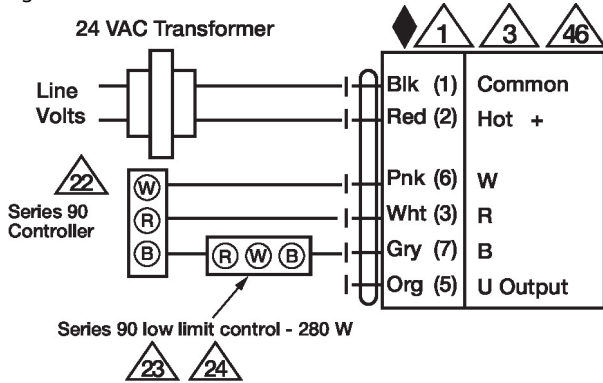 24 VAC Transformer
1 3 46
Line
Volts
Blk (1) Common
Red (2) Hot +
22
Series 90
Controller
W
R
B
R W B
Pnk (6) W
Wht (3) R
Gry (7) B
Org (5) U Output
Series 90 low limit control - 280 W
23 24